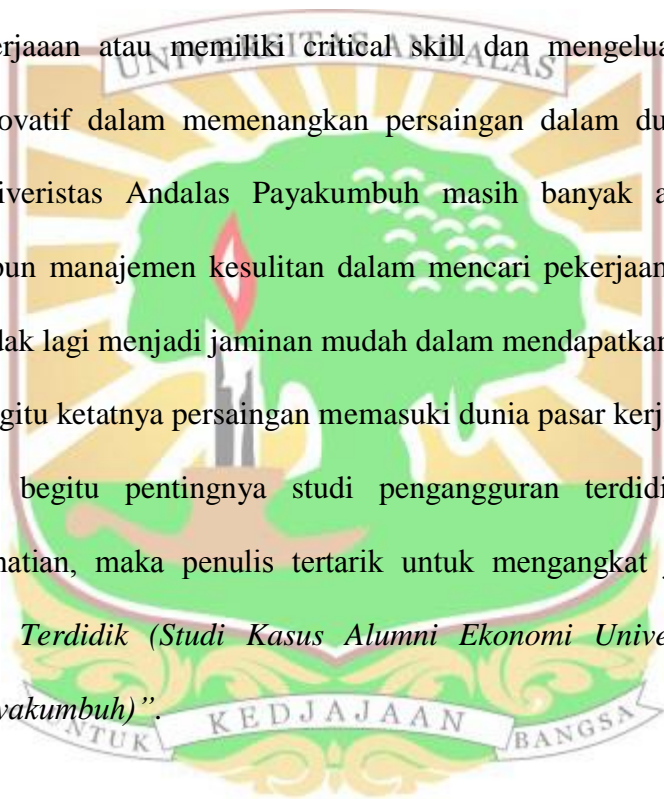 UNIVERSITAS ANDALAS
erjaaan atau memiliki critical skill dan mengelua
ovatif dalam memenangkan persaingan dalam du
iveristas Andalas Payakumbuh masih banyak a
pun manajemen kesulitan dalam mencari pekerjaan
dak lagi menjadi jaminan mudah dalam mendapatkan
gitu ketatnya persaingan memasuki dunia pasar kerj
begitu pentingnya studi pengangguran terdidi
matian, maka penulis tertarik untuk mengangkat j
Terdidik (Studi Kasus Alumni Ekonomi Unive
yakumbuh)”.
UNTUK KEDJAJAAN BANGSA